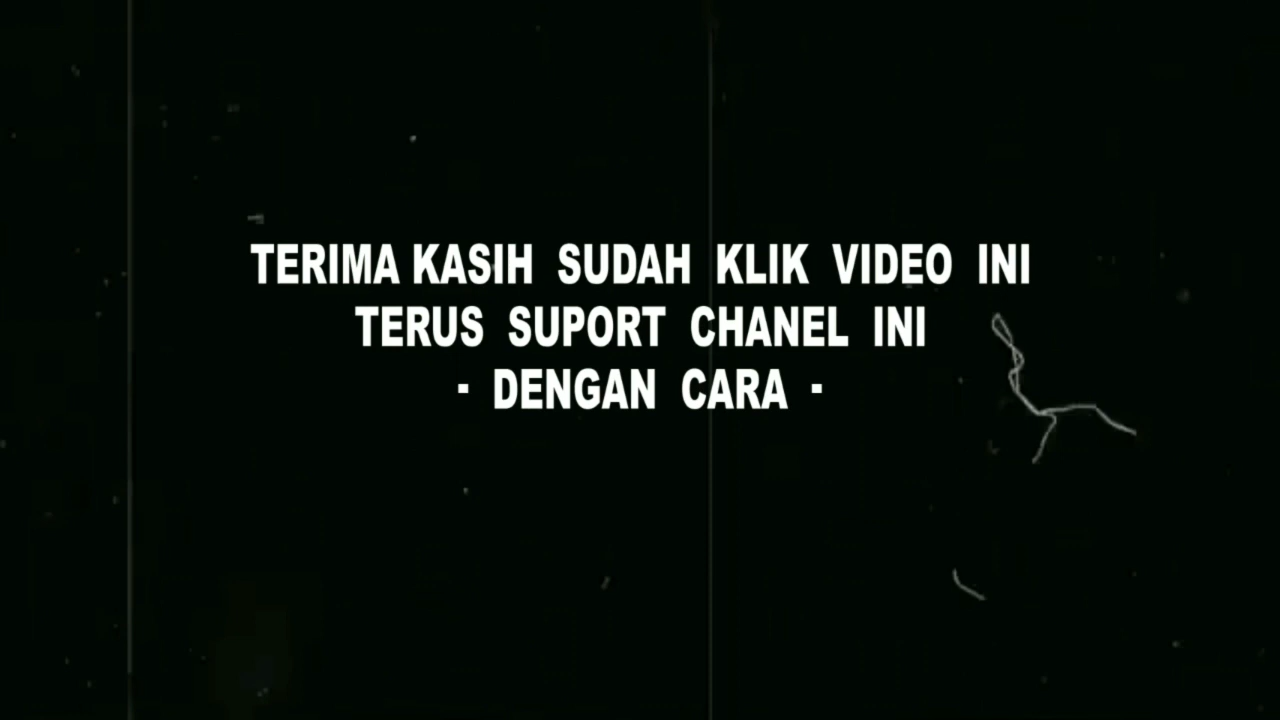 TERIMA KASIH SUDAH KLIK VIDEO INI
TERUS SUPORT CHANEL INI
- DENGAN CARA -